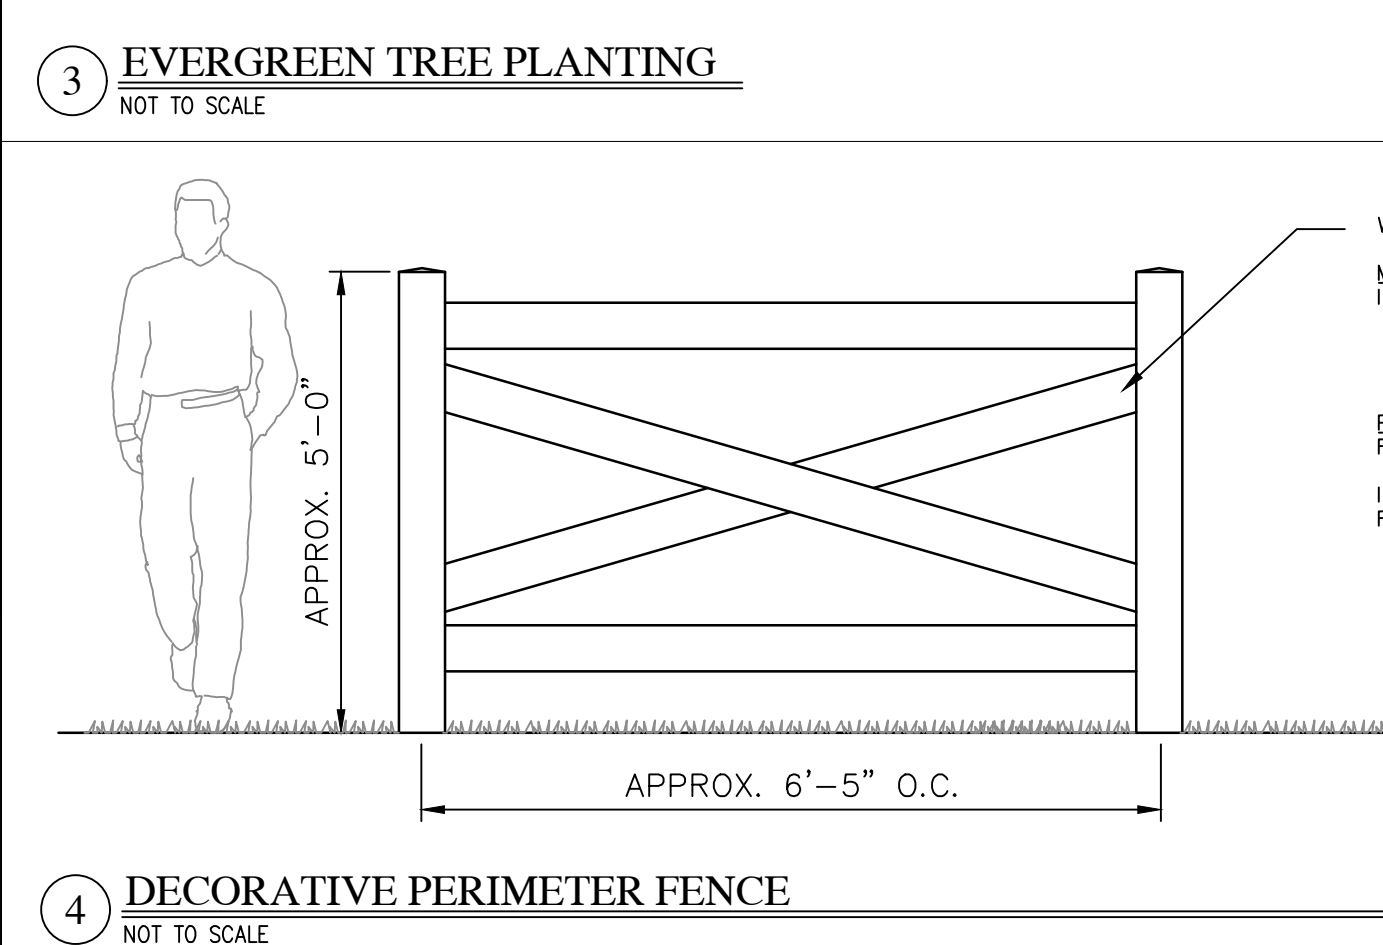 3 EVERGREEN TREE PLANTING
NOT TO SCALE
APPROX. 5'-0"
APPROX. 6'-5" O.C.
4 DECORATIVE PERIMETER FENCE
NOT TO SCALE